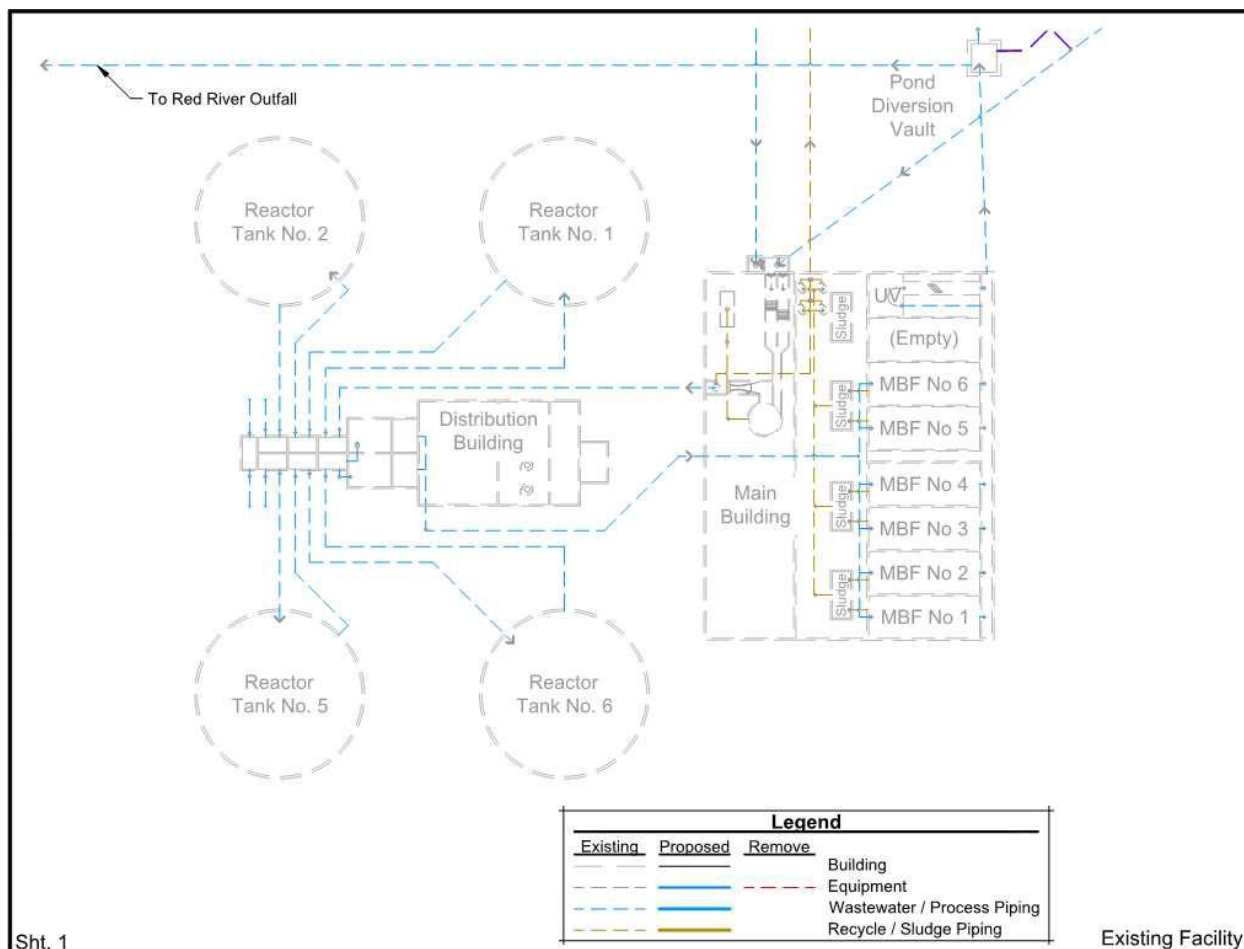 To Red River Outfall
Pond
Diversion
Vault
Reactor
Tank No. 2
Reactor
Tank No. 1
UV
Sludge
(Empty)
MBF No 6
Sludge
MBF No 5
Distribution
Building
Main
Building
MBF No 4
Sludge
MBF No 3
MBF No 2
Sludge
MBF No 1
Reactor
Tank No. 5
Reactor
Tank No. 6
Legend
Existing Proposed Remove
Building
Equipment
Wastewater / Process Piping
Recycle / Sludge Piping
Sht. 1
Existing Facility